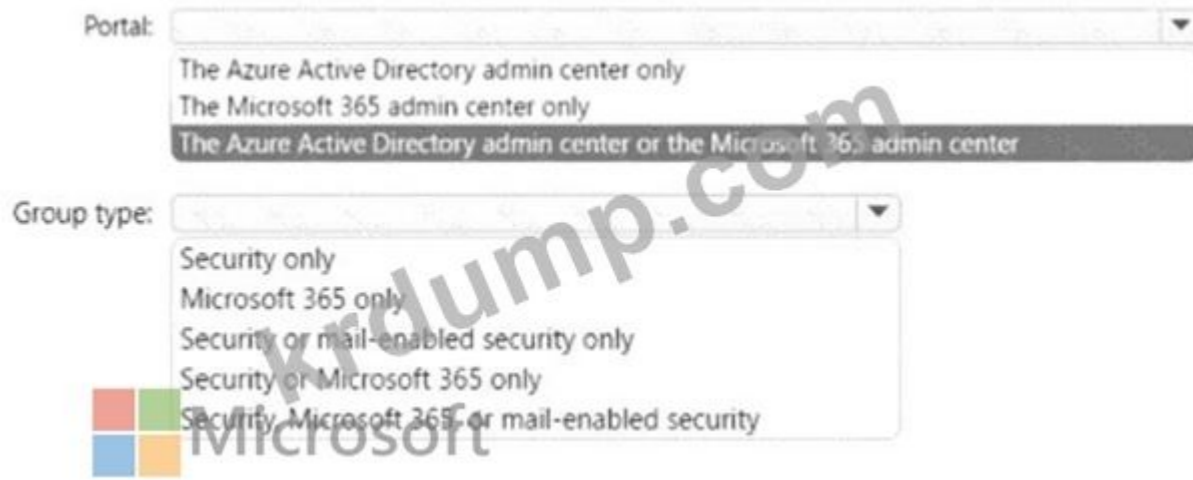 Portal:
The Azure Active Directory admin center only
The Microsoft 365 admin center only
The Azure Active Directory admin center or the Microsoft 365 admin center
Group type:
Security only
Microsoft 365 only
Security or mail-enabled security only
Security or Microsoft 365 only
Security, Microsoft 365, or mail-enabled security
krdump.com
Microsoft